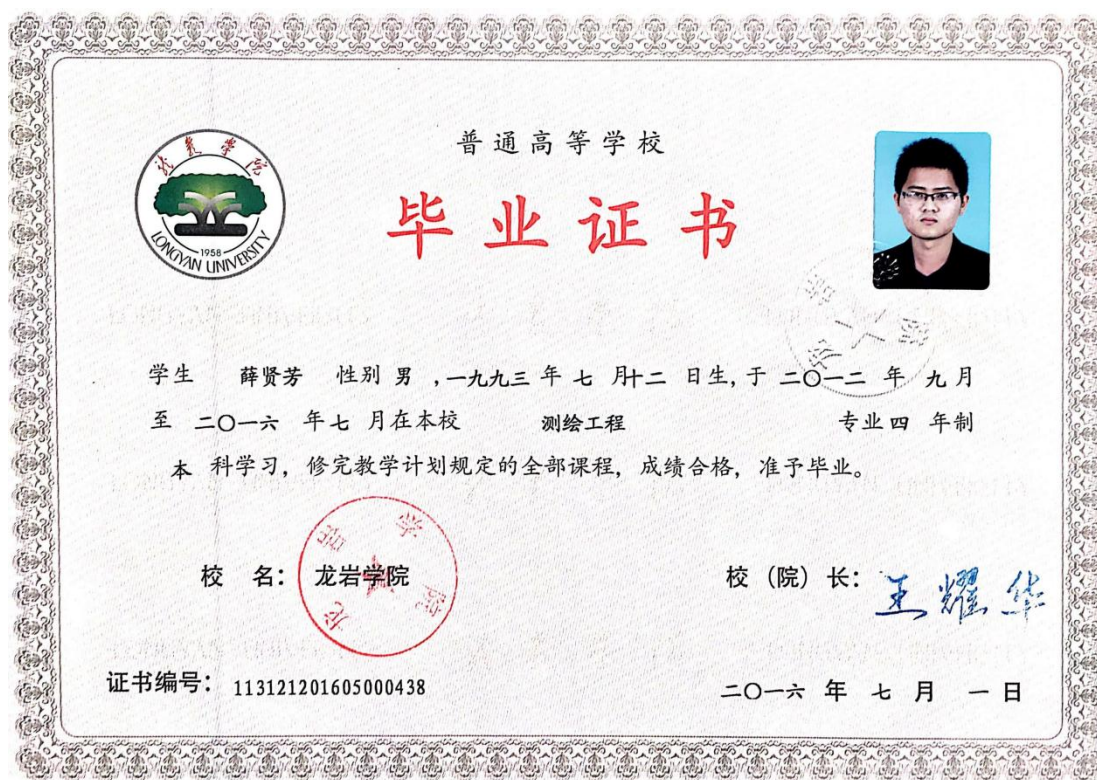 龙岩学院
1958
LONGYAN UNIVERSITY
普通高等学校
毕业证书
学生 薛贤芳 性别 男 ,一九九三 年 七 月十二 日生, 于 二〇一二 年 九月
至 二〇一六 年七 月在本校 测绘工程 专业四 年制
本 科学习, 修完教学计划规定的全部课程, 成绩合格, 准予毕业。
校 名: 龙岩学院
校 (院) 长: 王耀华
证书编号: 113121201605000438
二〇一六 年 七 月 一 日